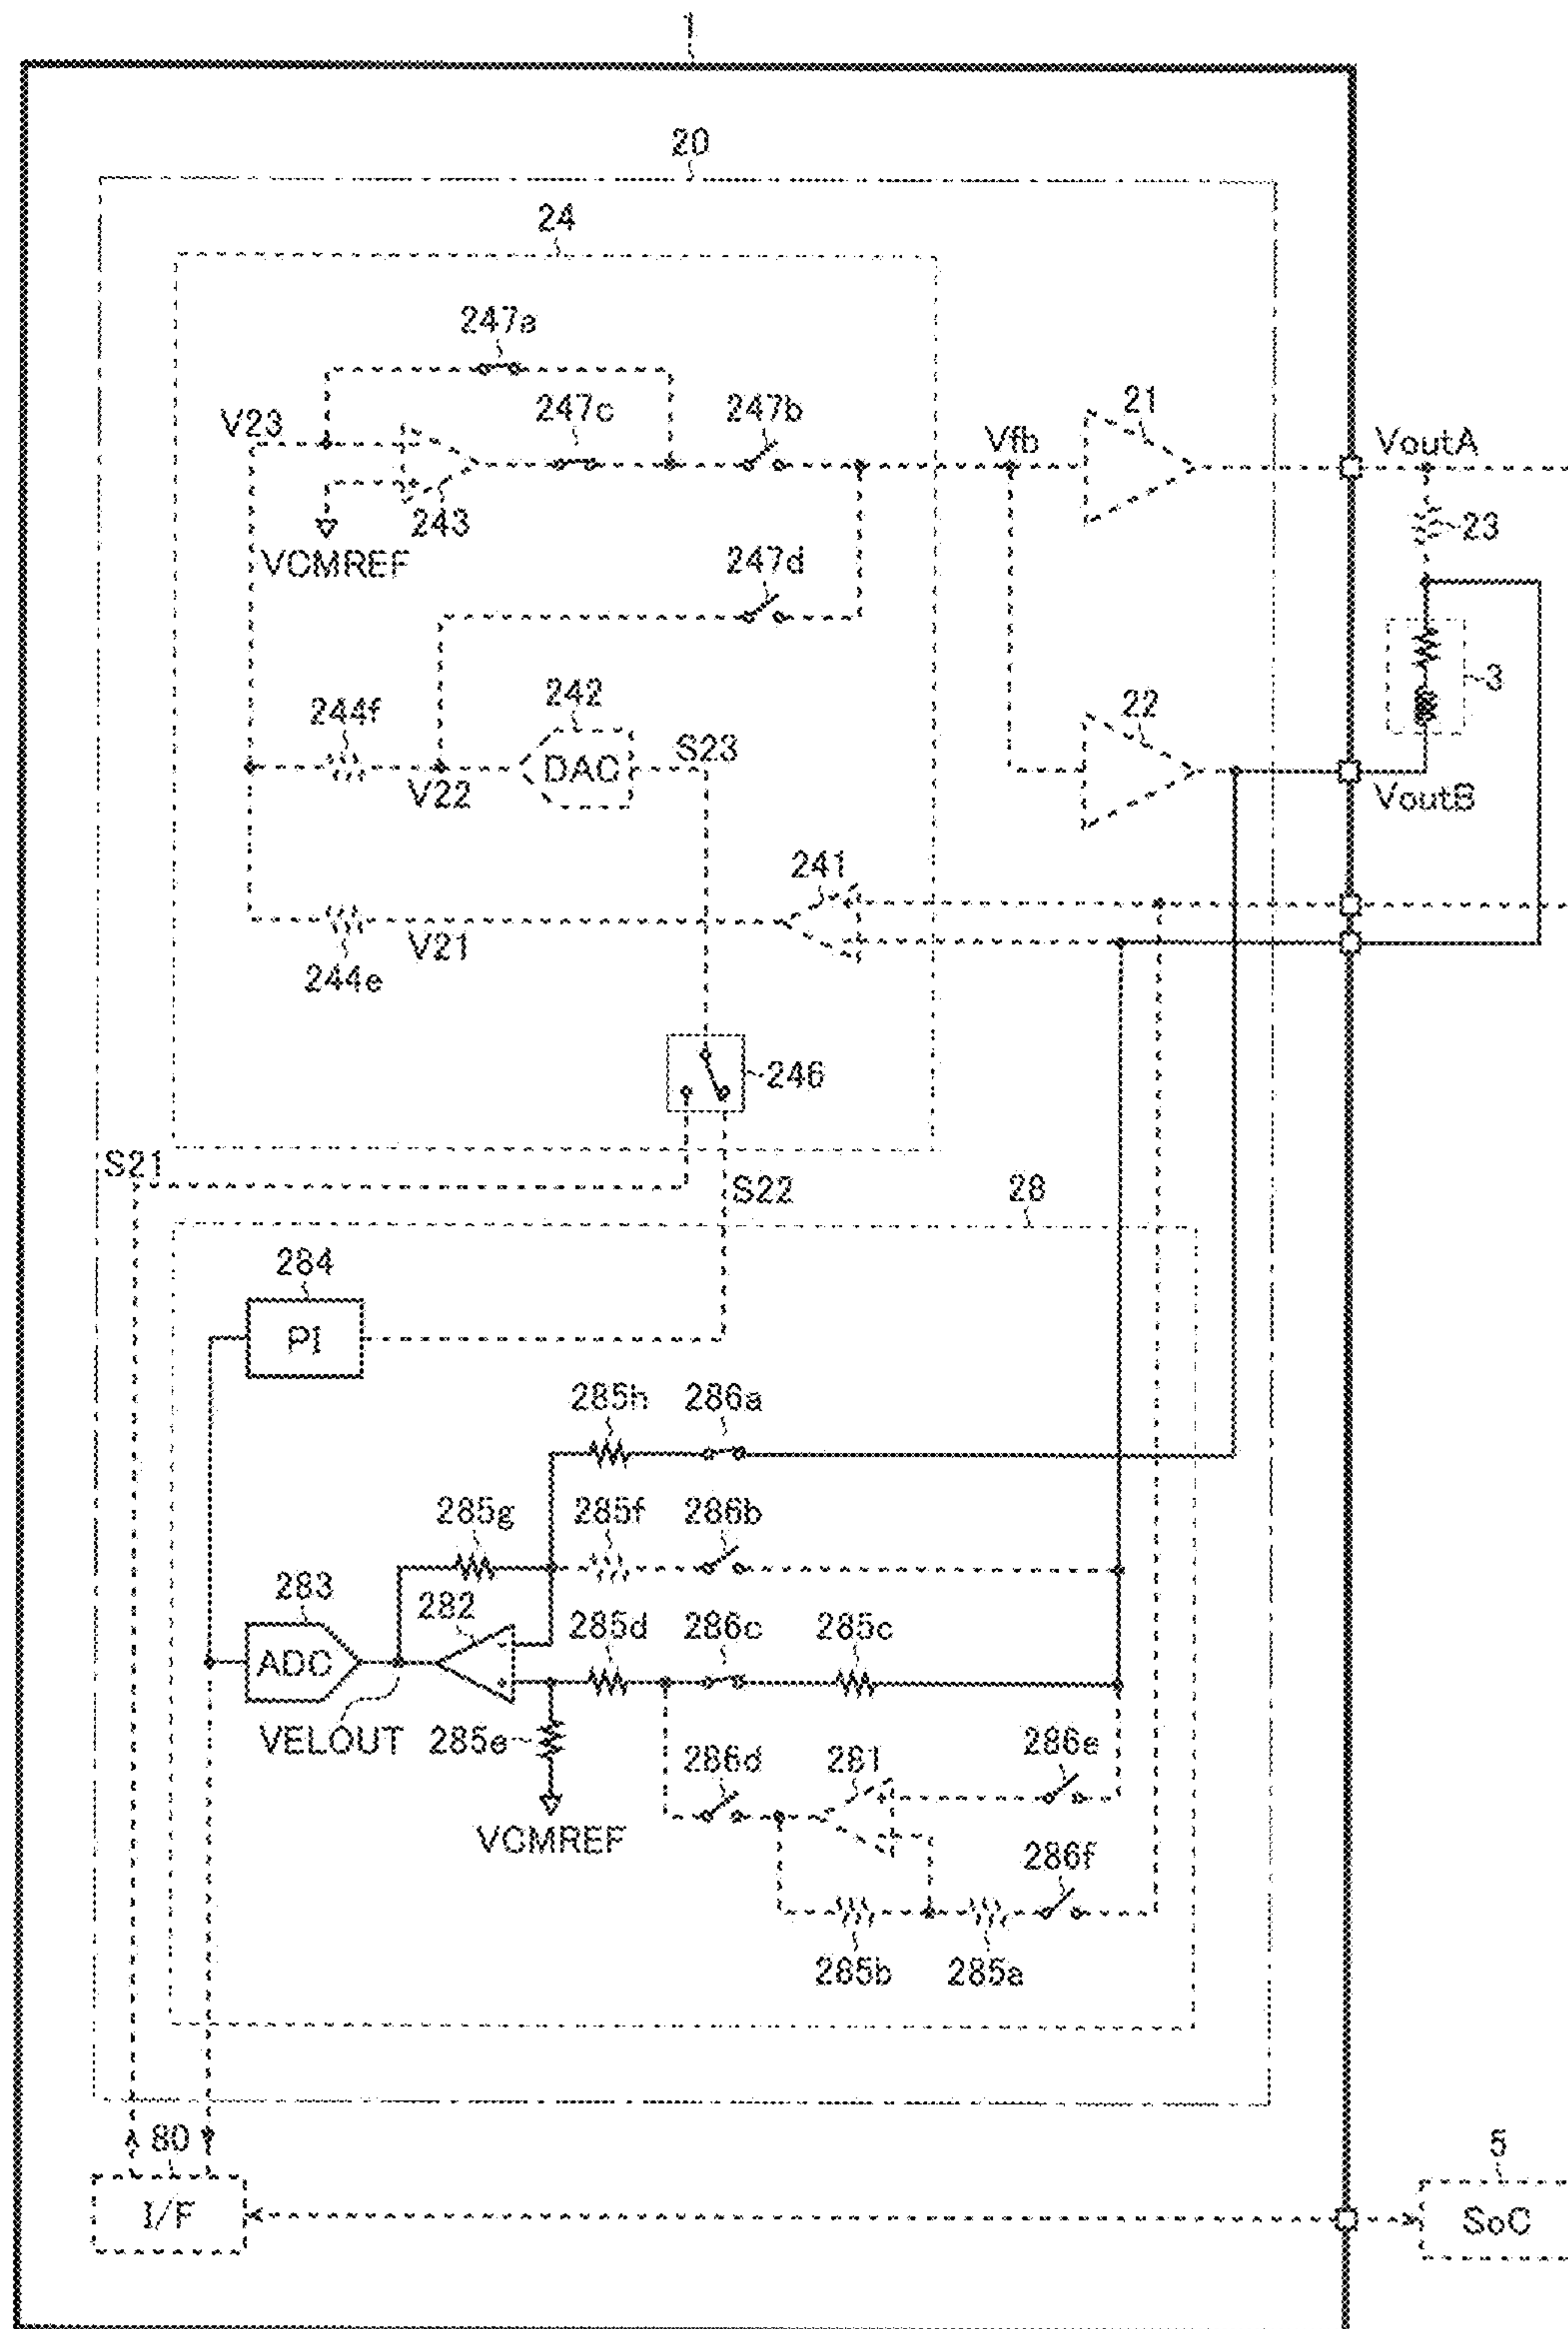 1
20
24
247a
V23
247c
247b
Vfb
21
VoutA
243
23
VCMREF
247d
3
244f
242
22
DAC
S23
V22
VoutB
241
V21
244e
246
S21
S22
28
284
PI
285h
286a
285g
285f
286b
283
282
285d
286c
285c
ADC
VELOUT
285e
286d
281
286e
VCMREF
286f
285b
285a
80
5
I/F
SoC